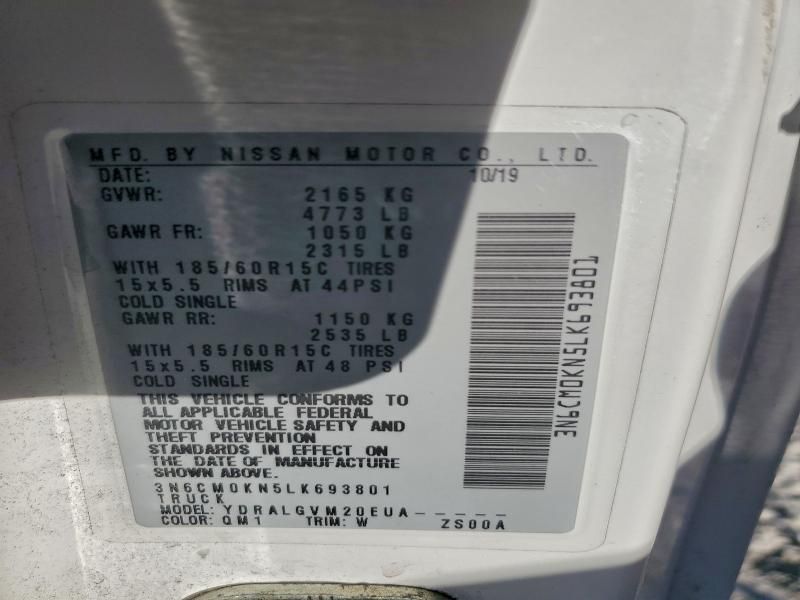 MFD. BY NISSAN MOTOR CO., LTD.
DATE: 10/19
GVWR: 2165 KG
4773 LB
GAWR FR: 1050 KG
2315 LB
WITH 185/60R15C TIRES
15x5.5 RIMS AT 44PSI
COLD SINGLE
GAWR RR: 1150 KG
2535 LB
WITH 185/60R15C TIRES
15x5.5 RIMS AT 48 PSI
COLD SINGLE
THIS VEHICLE CONFORMS TO
ALL APPLICABLE FEDERAL
MOTOR VEHICLE SAFETY AND
THEFT PREVENTION
STANDARDS IN EFFECT ON
THE DATE OF MANUFACTURE
SHOWN ABOVE.
3N6CM0KN5LK693801
TRUCK
MODEL: YDRALGVM20EUA-----
COLOR: QM1 TRIM: W ZS00A
3N6CM0KN5LK693801